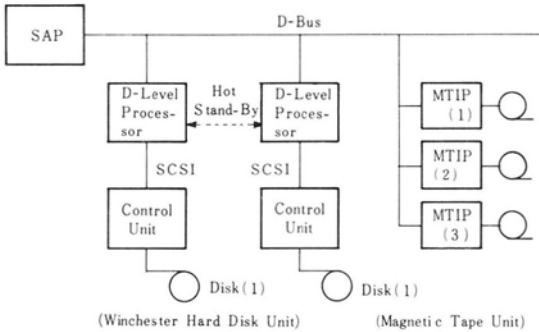 SAP
D-Bus
D-Level
Proces-
sor
Hot
Stand-By
D-Level
Proces-
sor
MTIP
(1)
MTIP
(2)
MTIP
(3)
SCSI
SCSI
Control
Unit
Control
Unit
Disk(1)
Disk(1)
(Winchester Hard Disk Unit)
(Magnetic Tape Unit)